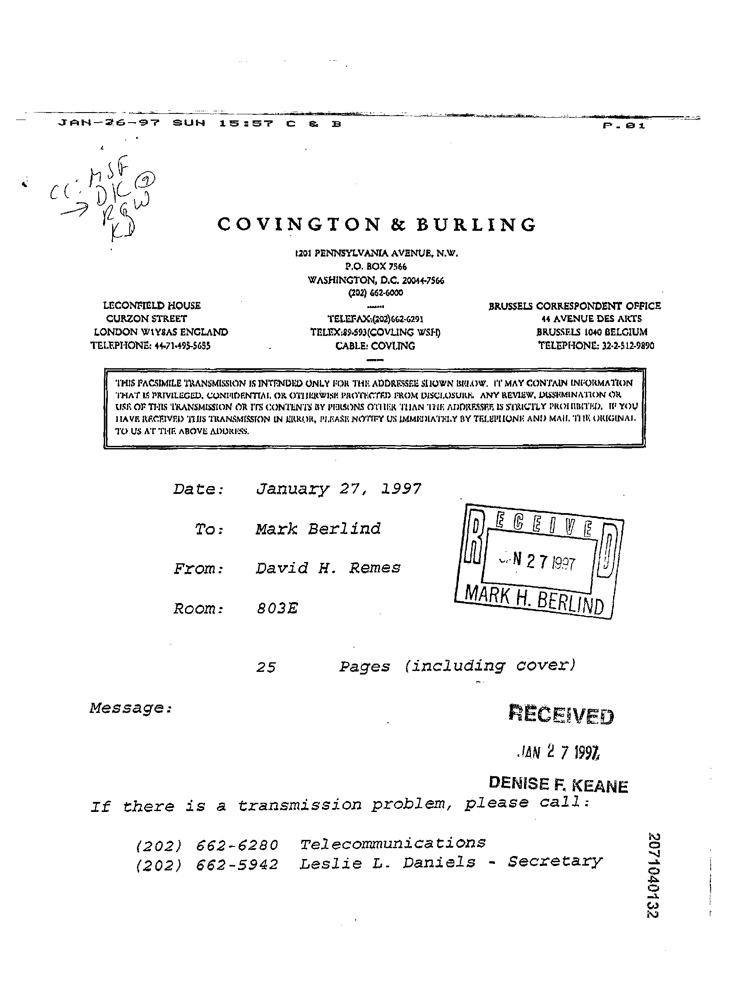 JAN-26-97 SUN 15:57 C & B P.01
CC: MSF
→ DK
RGW
KD
COVINGTON & BURLING
1201 PENNSYLVANIA AVENUE, N.W.
P.O. BOX 7566
WASHINGTON, D.C. 20044-7566
(202) 662-6000
LECONFIELD HOUSE
CURZON STREET
LONDON W1Y8AS ENGLAND
TELEPHONE: 44-71-495-5655
TELEFAX:(202)662-6291
TELEX:89-593(COVLING WSH)
CABLE: COVLING
BRUSSELS CORRESPONDENT OFFICE
44 AVENUE DES ARTS
BRUSSELS 1040 BELGIUM
TELEPHONE: 32-2-512-9890
THIS FACSIMILE TRANSMISSION IS INTENDED ONLY FOR THE ADDRESSEE SHOWN BELOW. IT MAY CONTAIN INFORMATION
THAT IS PRIVILEGED, CONFIDENTIAL OR OTHERWISE PROTECTED FROM DISCLOSURE. ANY REVIEW, DISSEMINATION OR
USE OF THIS TRANSMISSION OR ITS CONTENTS BY PERSONS OTHER THAN THE ADDRESSEE IS STRICTLY PROHIBITED. IF YOU
HAVE RECEIVED THIS TRANSMISSION IN ERROR, PLEASE NOTIFY US IMMEDIATELY BY TELEPHONE AND MAIL THE ORIGINAL
TO US AT THE ABOVE ADDRESS.
Date: January 27, 1997
To: Mark Berlind
From: David H. Remes
Room: 803E
RECEIVED
JAN 27 1997
MARK H. BERLIND
25 Pages (including cover)
Message:
RECEIVED
JAN 27 1997
DENISE F. KEANE
If there is a transmission problem, please call:
(202) 662-6280 Telecommunications
(202) 662-5942 Leslie L. Daniels - Secretary
2071040132